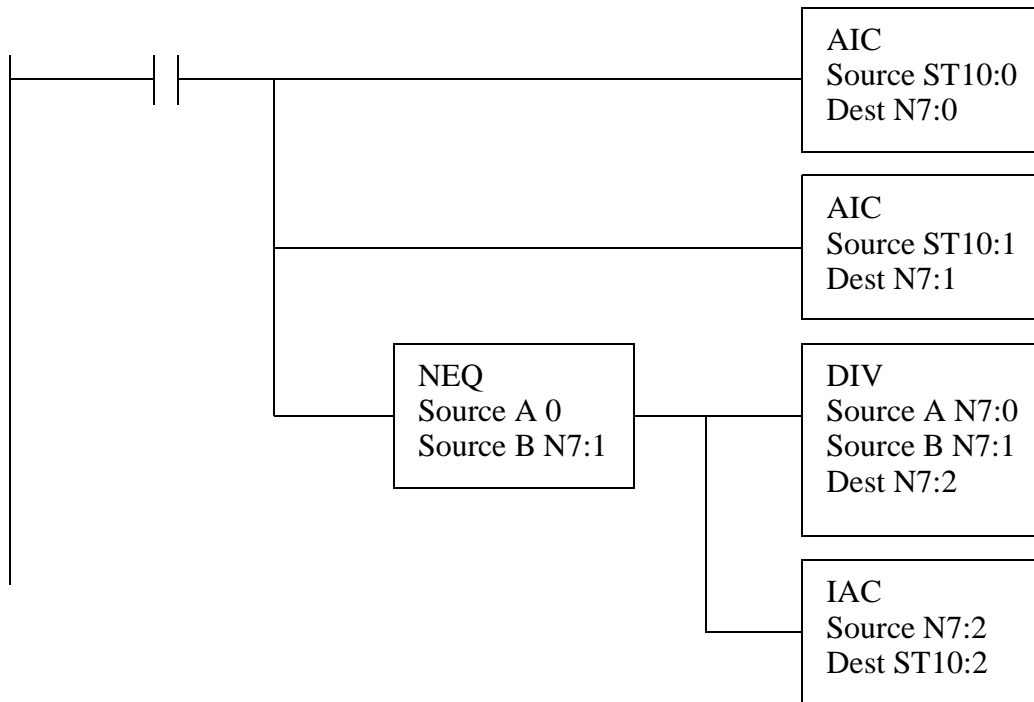 AIC
Source ST10:0
Dest N7:0
AIC
Source ST10:1
Dest N7:1
NEQ
Source A 0
Source B N7:1
DIV
Source A N7:0
Source B N7:1
Dest N7:2
IAC
Source N7:2
Dest ST10:2